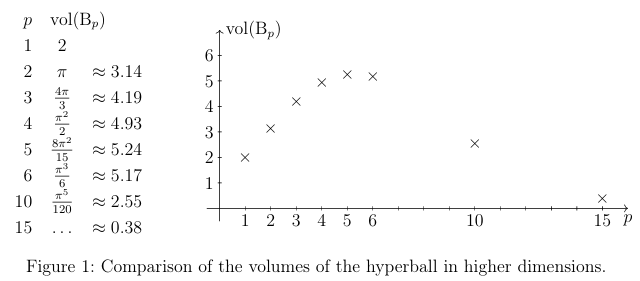 p vol(B_p)
1 2
2 π ≈ 3.14
3 4π/3 ≈ 4.19
4 π²/2 ≈ 4.93
5 8π²/15 ≈ 5.24
6 π³/6 ≈ 5.17
10 π⁵/120 ≈ 2.55
15 ... ≈ 0.38
vol(B_p)
6
5
4
3
2
1
1 2 3 4 5 6 10 15 p
Figure 1: Comparison of the volumes of the hyperball in higher dimensions.